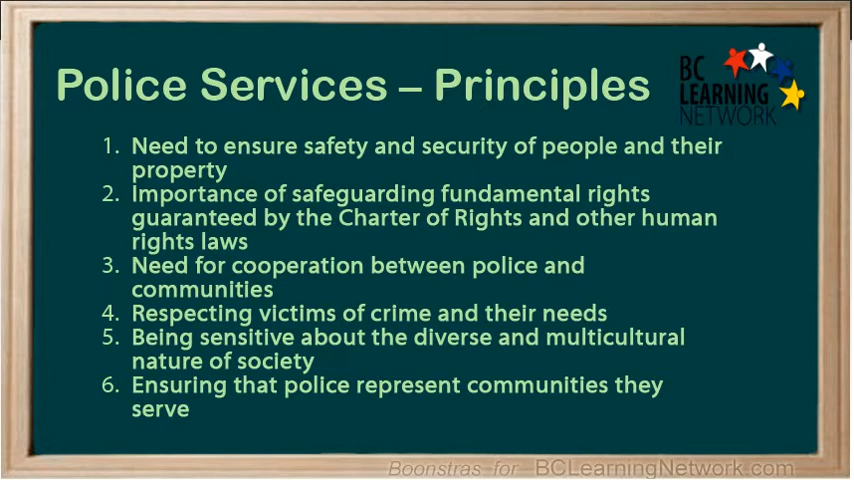 Police Services – Principles
BC
LEARNING
NETWORK
1. Need to ensure safety and security of people and their
property
2. Importance of safeguarding fundamental rights
guaranteed by the Charter of Rights and other human
rights laws
3. Need for cooperation between police and
communities
4. Respecting victims of crime and their needs
5. Being sensitive about the diverse and multicultural
nature of society
6. Ensuring that police represent communities they
serve
Boonstras for BCLearningNetwork.com